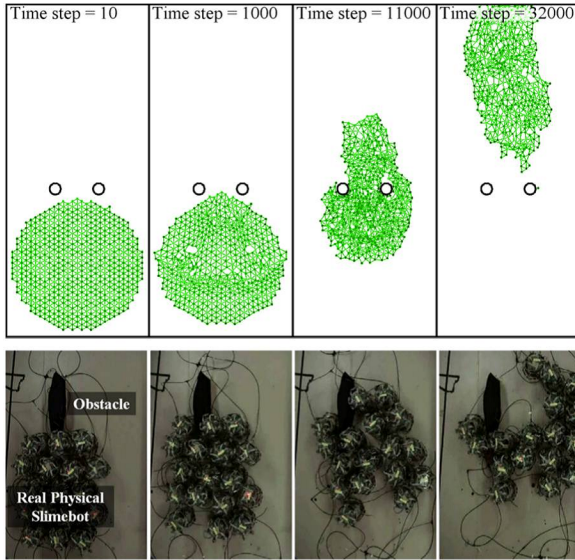 Time step = 10
Time step = 1000
Time step = 11000
Time step = 32000
Obstacle
Real Physical
Slimebot